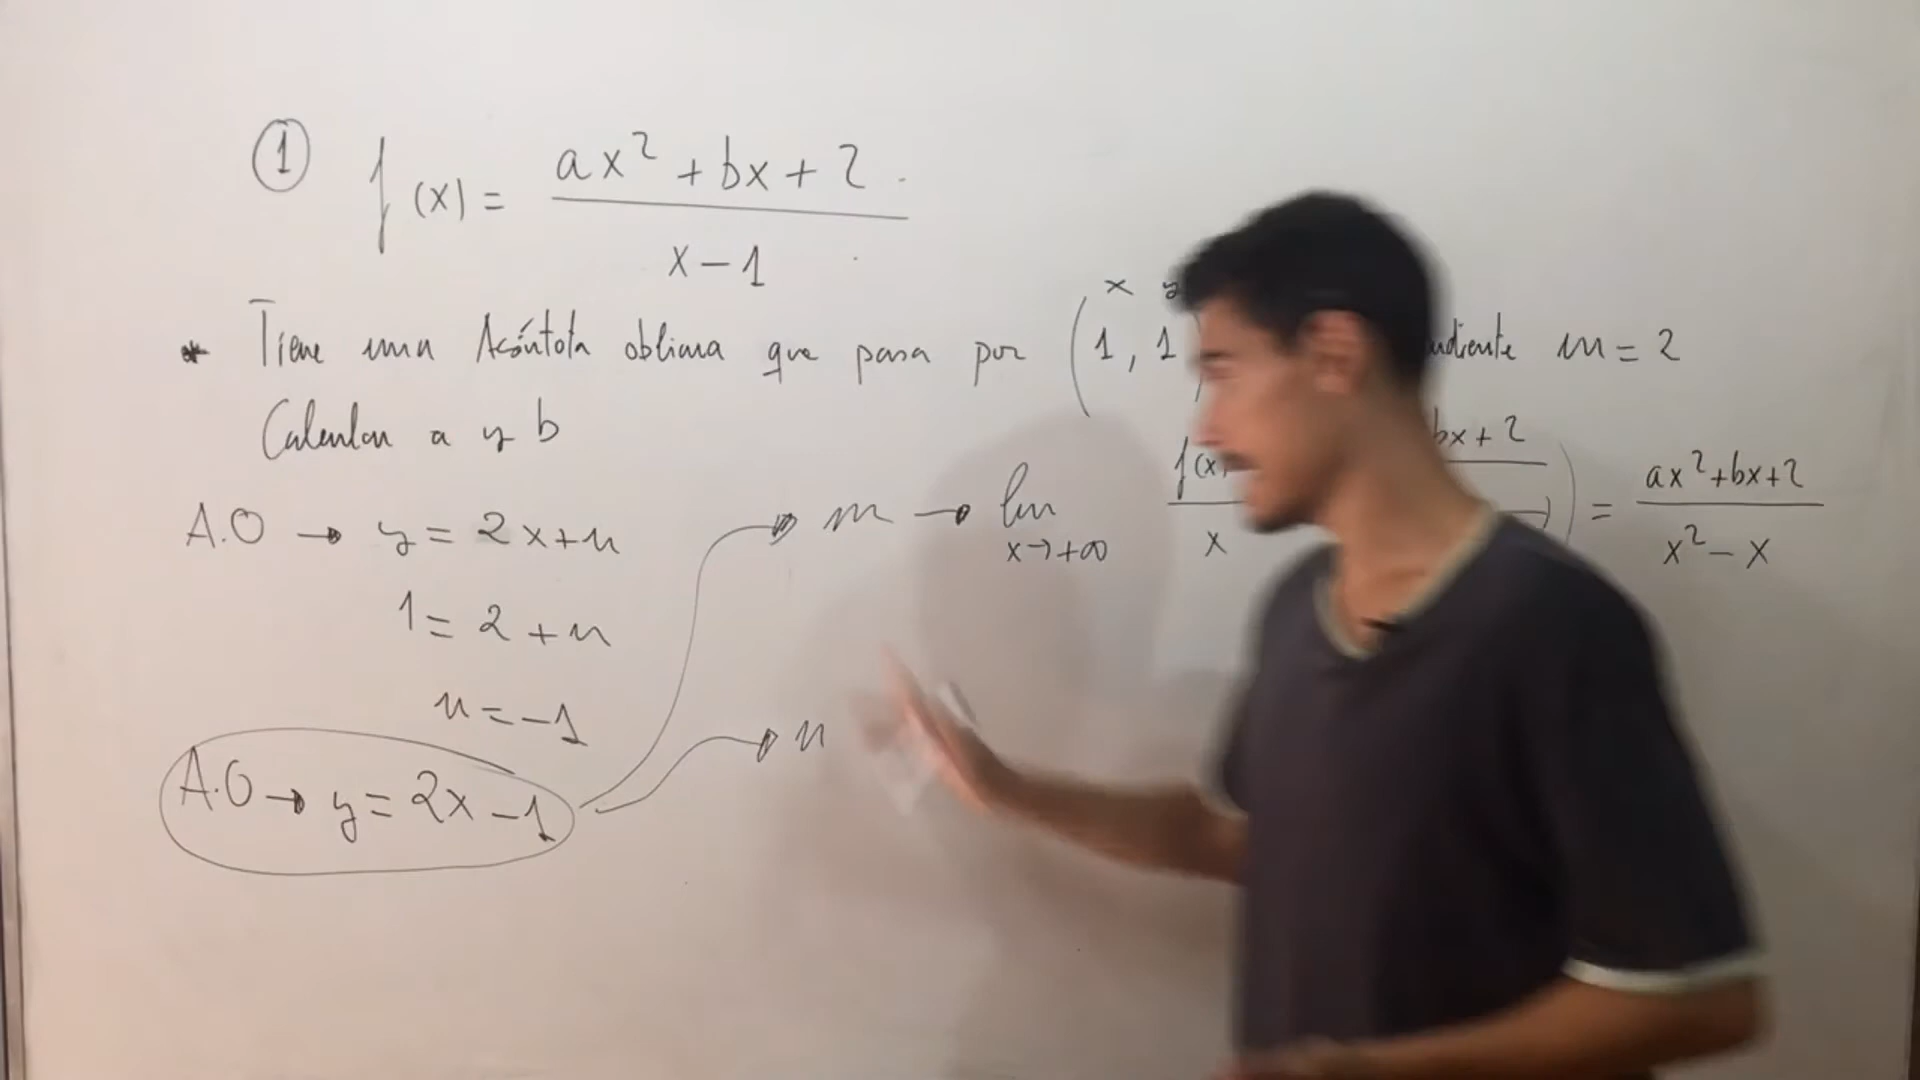 ① f(x) = (ax² + bx + 2) / (x - 1)
* Tiene una Asíntota obliqua que pasa por (1, 1 m = 2
Calcular a y b
A.O → y = 2x + n
1 = 2 + n
n = -1
A.O → y = 2x - 1
m → lim x→+∞ f(x) / x bx + 2 ) = (ax² + bx + 2) / (x² - x)
n